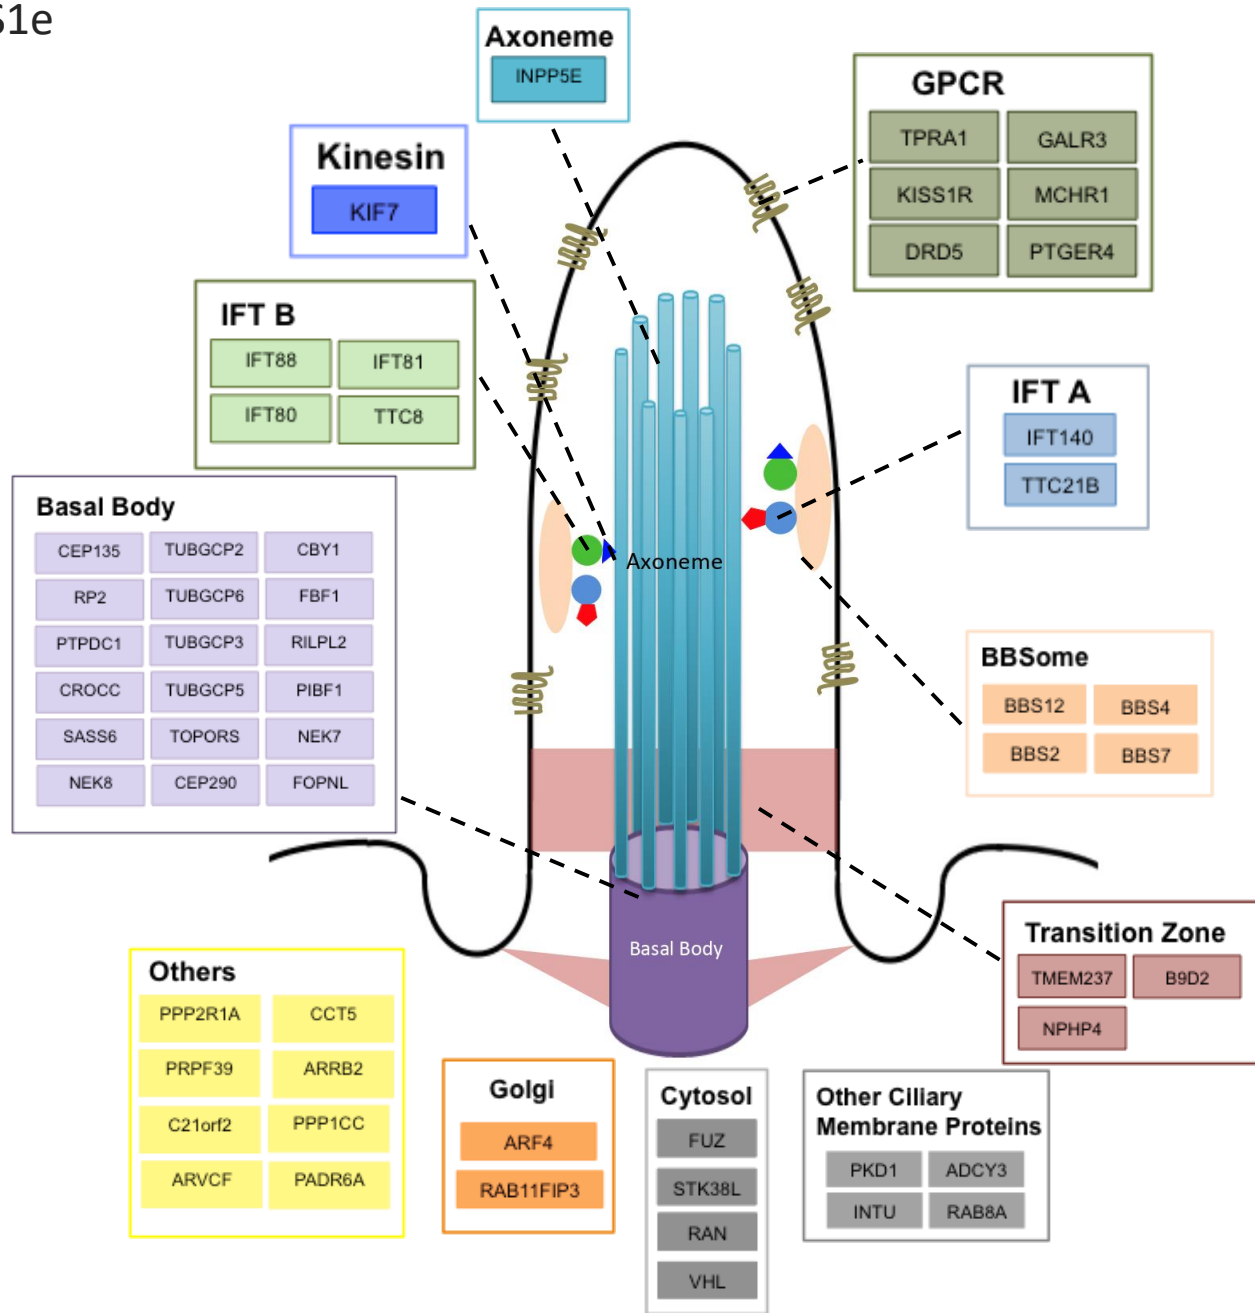 S1e
Axoneme
INPP5E
GPCR
TPRA1 GALR3
KISS1R MCHR1
DRD5 PTGER4
Kinesin
KIF7
IFT B
IFT88 IFT81
IFT80 TTC8
IFT A
IFT140
TTC21B
Basal Body
CEP135 TUBGCP2 CBY1
RP2 TUBGCP6 FBF1
PTPDC1 TUBGCP3 RILPL2
CROCC TUBGCP5 PIBF1
SASS6 TOPORS NEK7
NEK8 CEP290 FOPNL
Axoneme
BBSome
BBS12 BBS4
BBS2 BBS7
Basal Body
Transition Zone
TMEM237 B9D2
NPHP4
Others
PPP2R1A CCT5
PRPF39 ARRB2
C21orf2 PPP1CC
ARVCF PADR6A
Golgi
ARF4
RAB11FIP3
Cytosol
FUZ
STK38L
RAN
VHL
Other Ciliary
Membrane Proteins
PKD1 ADCY3
INTU RAB8A